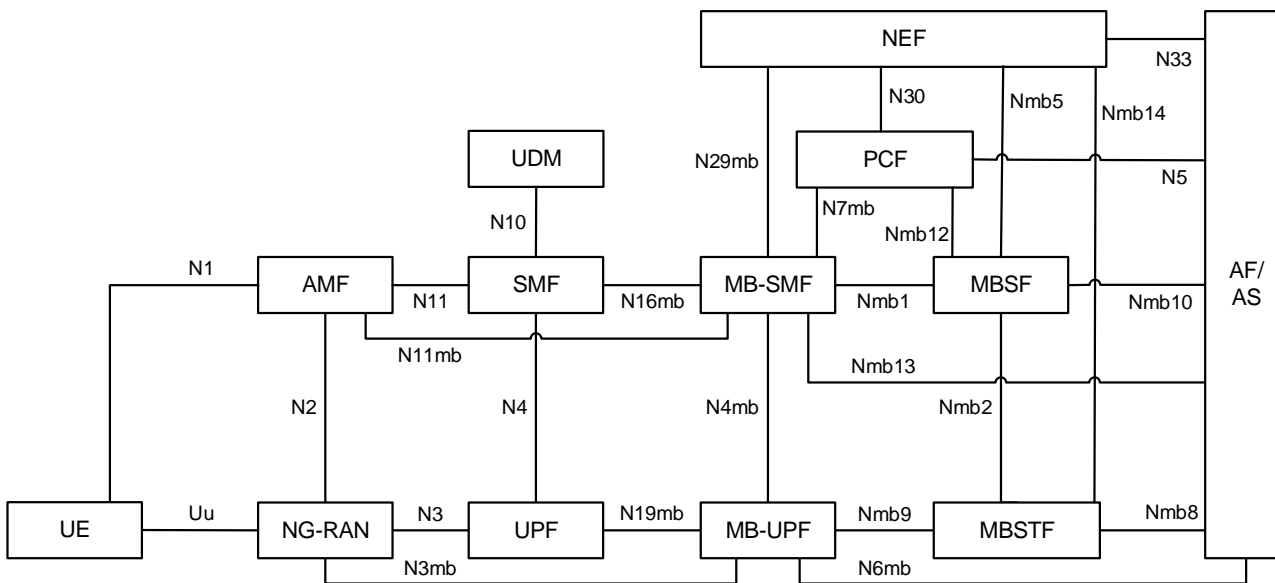 NEF
N33
N30
Nmb5
Nmb14
UDM
N29mb
PCF
N5
N10
N7mb
Nmb12
N1
AMF
N11
SMF
N16mb
MB-SMF
Nmb1
MBSF
Nmb10
AF/
AS
N11mb
Nmb13
N2
N4
N4mb
Nmb2
UE
Uu
NG-RAN
N3
UPF
N19mb
MB-UPF
Nmb9
MBSTF
Nmb8
N3mb
N6mb